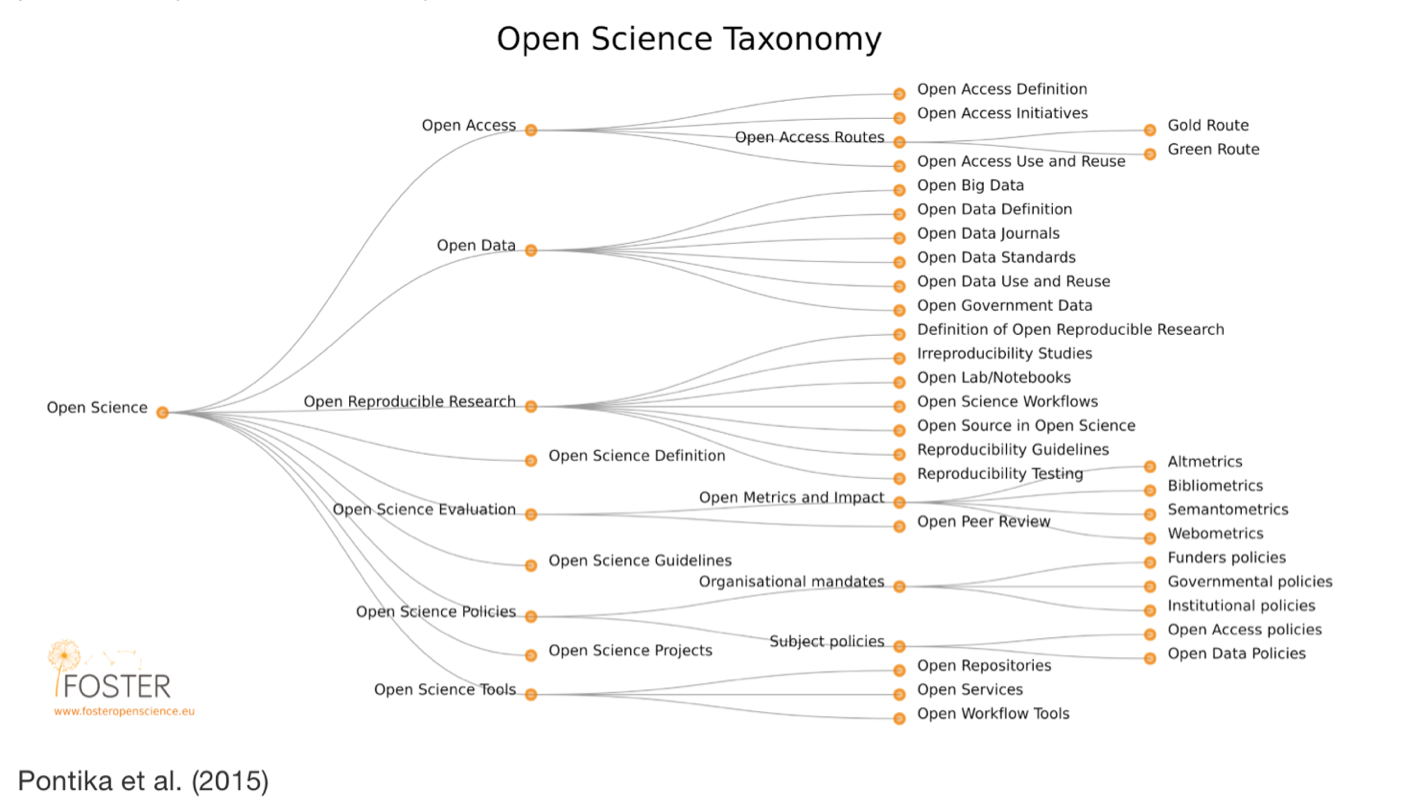 Open Science Taxonomy
Open Access Definition
Open Access Initiatives
Open Access
Gold Route
Open Access Routes
Green Route
Open Access Use and Reuse
Open Big Data
Open Data Definition
Open Data Journals
Open Data
Open Data Standards
Open Data Use and Reuse
Open Government Data
Definition of Open Reproducible Research
Irreproducibility Studies
Open Lab/Notebooks
Open Science
Open Reproducible Research
Open Science Workflows
Open Source in Open Science
Reproducibility Guidelines
Open Science Definition
Altmetrics
Reproducibility Testing
Bibliometrics
Open Metrics and Impact
Semantometrics
Open Science Evaluation
Open Peer Review
Webometrics
Funders policies
Open Science Guidelines
Organisational mandates
Governmental policies
Institutional policies
Open Science Policies
Open Access policies
Subject policies
Open Science Projects
Open Data Policies
Open Repositories
Open Science Tools
Open Services
Open Workflow Tools
FOSTER
www.fosteropenscience.eu
Pontika et al. (2015)